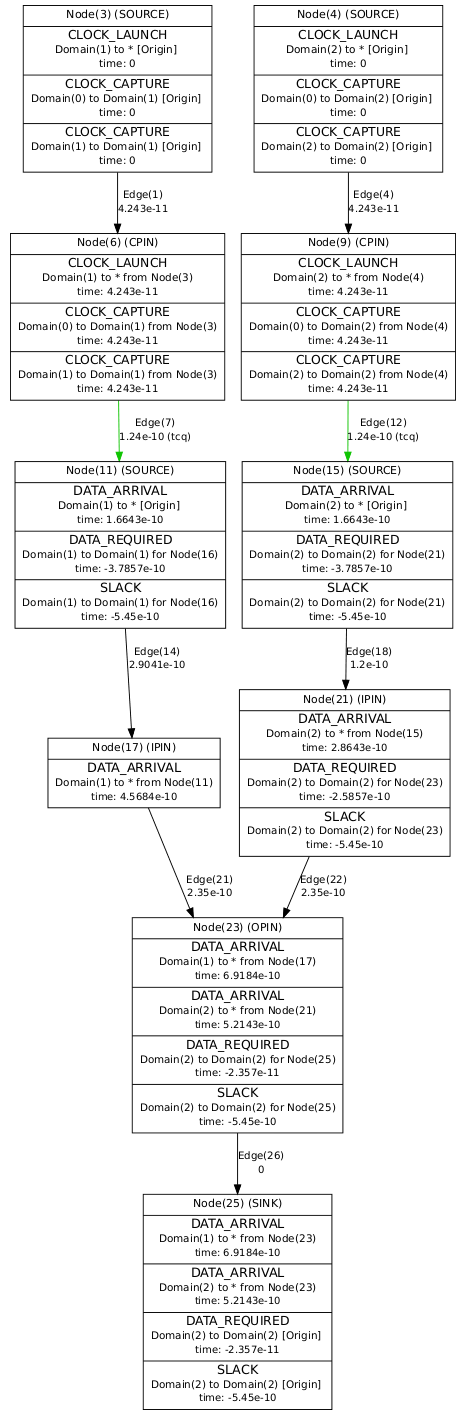 Node(3) (SOURCE)
CLOCK_LAUNCH
Domain(1) to * [Origin]
time: 0
CLOCK_CAPTURE
Domain(0) to Domain(1) [Origin]
time: 0
CLOCK_CAPTURE
Domain(1) to Domain(1) [Origin]
time: 0
Node(4) (SOURCE)
CLOCK_LAUNCH
Domain(2) to * [Origin]
time: 0
CLOCK_CAPTURE
Domain(0) to Domain(2) [Origin]
time: 0
CLOCK_CAPTURE
Domain(2) to Domain(2) [Origin]
time: 0
Edge(1)
4.243e-11
Edge(4)
4.243e-11
Node(6) (CPIN)
CLOCK_LAUNCH
Domain(1) to * from Node(3)
time: 4.243e-11
CLOCK_CAPTURE
Domain(0) to Domain(1) from Node(3)
time: 4.243e-11
CLOCK_CAPTURE
Domain(1) to Domain(1) from Node(3)
time: 4.243e-11
Node(9) (CPIN)
CLOCK_LAUNCH
Domain(2) to * from Node(4)
time: 4.243e-11
CLOCK_CAPTURE
Domain(0) to Domain(2) from Node(4)
time: 4.243e-11
CLOCK_CAPTURE
Domain(2) to Domain(2) from Node(4)
time: 4.243e-11
Edge(7)
1.24e-10 (tcq)
Edge(12)
1.24e-10 (tcq)
Node(11) (SOURCE)
DATA_ARRIVAL
Domain(1) to * [Origin]
time: 1.6643e-10
DATA_REQUIRED
Domain(1) to Domain(1) for Node(16)
time: -3.7857e-10
SLACK
Domain(1) to Domain(1) for Node(16)
time: -5.45e-10
Node(15) (SOURCE)
DATA_ARRIVAL
Domain(2) to * [Origin]
time: 1.6643e-10
DATA_REQUIRED
Domain(2) to Domain(2) for Node(21)
time: -3.7857e-10
SLACK
Domain(2) to Domain(2) for Node(21)
time: -5.45e-10
Edge(14)
2.9041e-10
Edge(18)
1.2e-10
Node(17) (IPIN)
DATA_ARRIVAL
Domain(1) to * from Node(11)
time: 4.5684e-10
Node(21) (IPIN)
DATA_ARRIVAL
Domain(2) to * from Node(15)
time: 2.8643e-10
DATA_REQUIRED
Domain(2) to Domain(2) for Node(23)
time: -2.5857e-10
SLACK
Domain(2) to Domain(2) for Node(23)
time: -5.45e-10
Edge(21)
2.35e-10
Edge(22)
2.35e-10
Node(23) (OPIN)
DATA_ARRIVAL
Domain(1) to * from Node(17)
time: 6.9184e-10
DATA_ARRIVAL
Domain(2) to * from Node(21)
time: 5.2143e-10
DATA_REQUIRED
Domain(2) to Domain(2) for Node(25)
time: -2.357e-11
SLACK
Domain(2) to Domain(2) for Node(25)
time: -5.45e-10
Edge(26)
0
Node(25) (SINK)
DATA_ARRIVAL
Domain(1) to * from Node(23)
time: 6.9184e-10
DATA_ARRIVAL
Domain(2) to * from Node(23)
time: 5.2143e-10
DATA_REQUIRED
Domain(2) to Domain(2) [Origin]
time: -2.357e-11
SLACK
Domain(2) to Domain(2) [Origin]
time: -5.45e-10